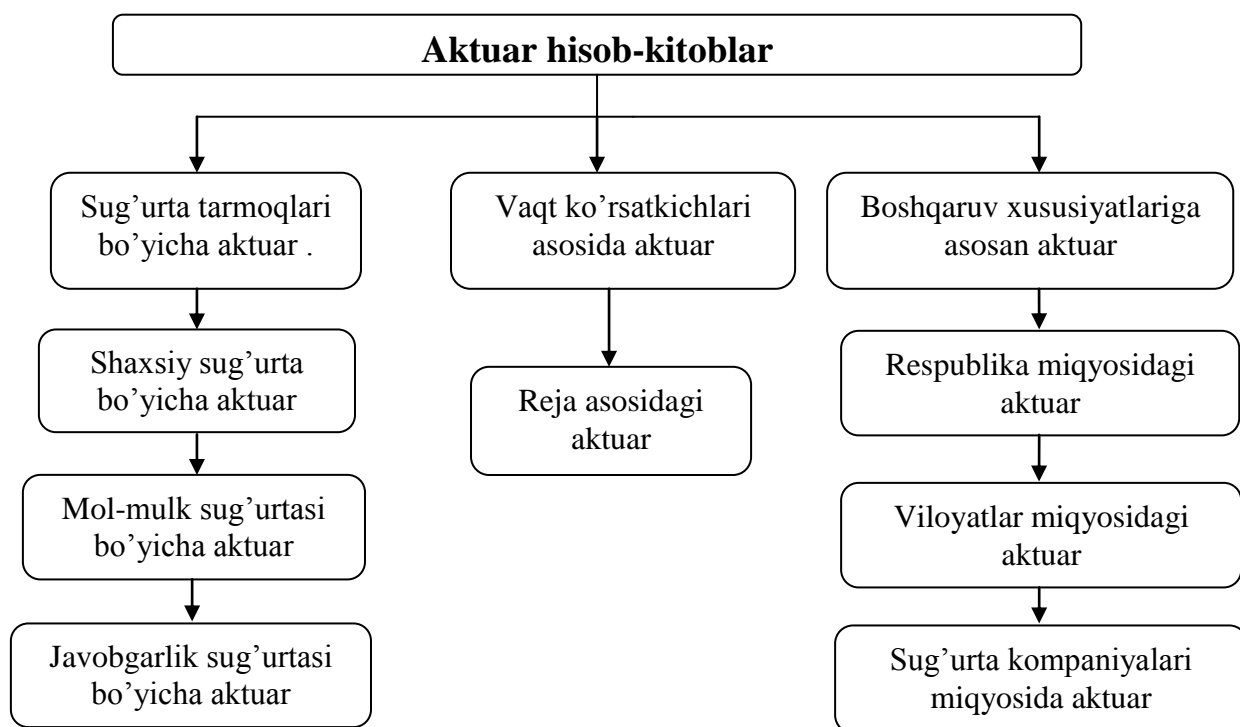 Aktuar hisob-kitoblar
Sug’urta tarmoqlari
bo’yicha aktuar .
Shaxsiy sug’urta
bo’yicha aktuar
Mol-mulk sug’urtasi
bo’yicha aktuar
Javobgarlik sug’urtasi
bo’yicha aktuar
Vaqt ko’rsatkichlari
asosida aktuar
Reja asosidagi
aktuar
Boshqaruv xususiyatlariga
asosan aktuar
Respublika miqyosidagi
aktuar
Viloyatlar miqyosidagi
aktuar
Sug’urta kompaniyalari
miqyosida aktuar